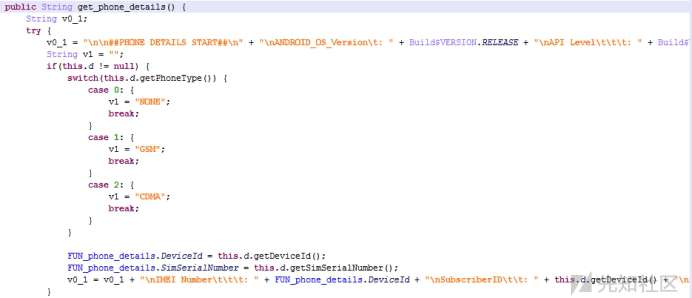 public String get_phone_details() {
String v0_1;
try {
v0_1 = "\n\n##PHONE DETAILS START##\n" + "\nANDROID_OS_Version\t: " + Build$VERSION.RELEASE + "\nAPI Level\t\t\t: " + Build$
String v1 = "";
if(this.d != null) {
switch(this.d.getPhoneType()) {
case 0: {
v1 = "NONE";
break;
}
case 1: {
v1 = "GSM";
break;
}
case 2: {
v1 = "CDMA";
break;
}
}
FUN_phone_details.DeviceId = this.d.getDeviceId();
FUN_phone_details.SimSerialNumber = this.d.getSimSerialNumber();
v0_1 = v0_1 + "\nIMEI Number\t\t\t: " + FUN_phone_details.DeviceId + "\nSubscriberID\t\t: " + this.d.getDeviceId() + "\n
}
先知社区